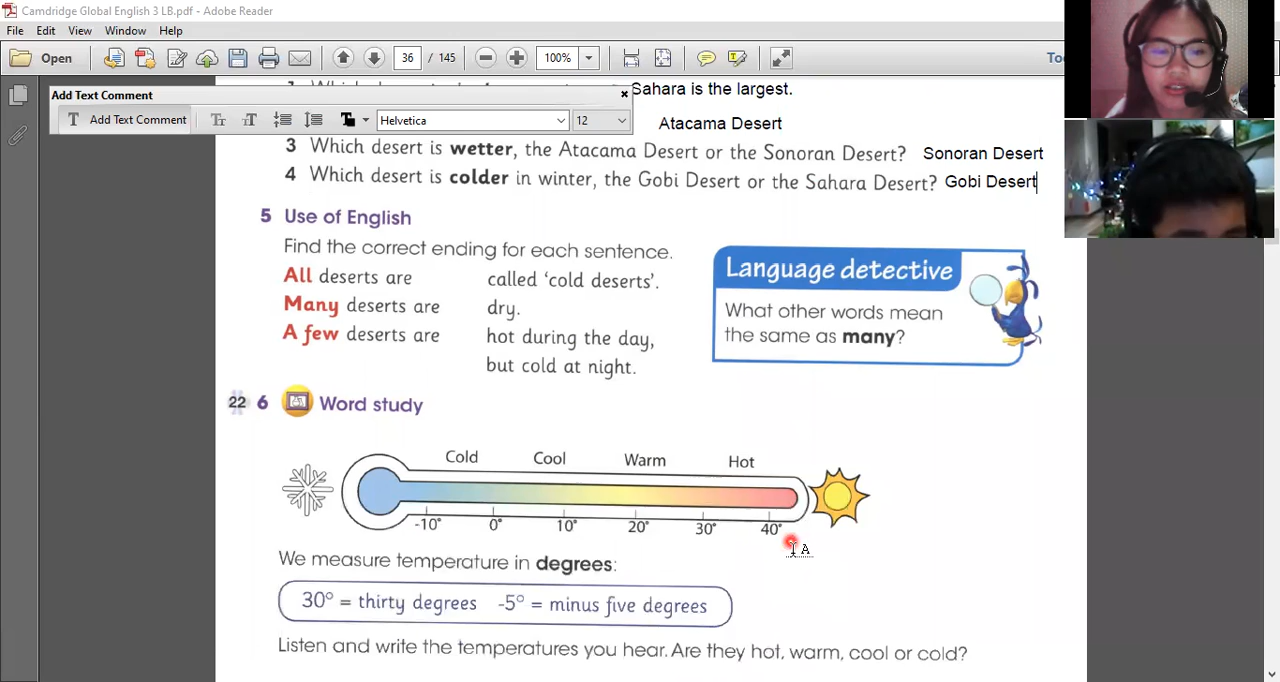 Camdridge Global English 3 LB.pdf - Adobe Reader
File Edit View Window Help
Open 36 / 145 100%
Add Text Comment
Add Text Comment Helvetica 12
Sahara is the largest.
Atacama Desert
3 Which desert is wetter, the Atacama Desert or the Sonoran Desert? Sonoran Desert
4 Which desert is colder in winter, the Gobi Desert or the Sahara Desert? Gobi Desert
5 Use of English
Find the correct ending for each sentence.
All deserts are called ‘cold deserts’.
Many deserts are dry.
A few deserts are hot during the day,
but cold at night.
Language detective
What other words mean
the same as many?
22 6 Word study
Cold Cool Warm Hot
-10° 0° 10° 20° 30° 40°
A
We measure temperature in degrees:
30° = thirty degrees -5° = minus five degrees
Listen and write the temperatures you hear. Are they hot, warm, cool or cold?